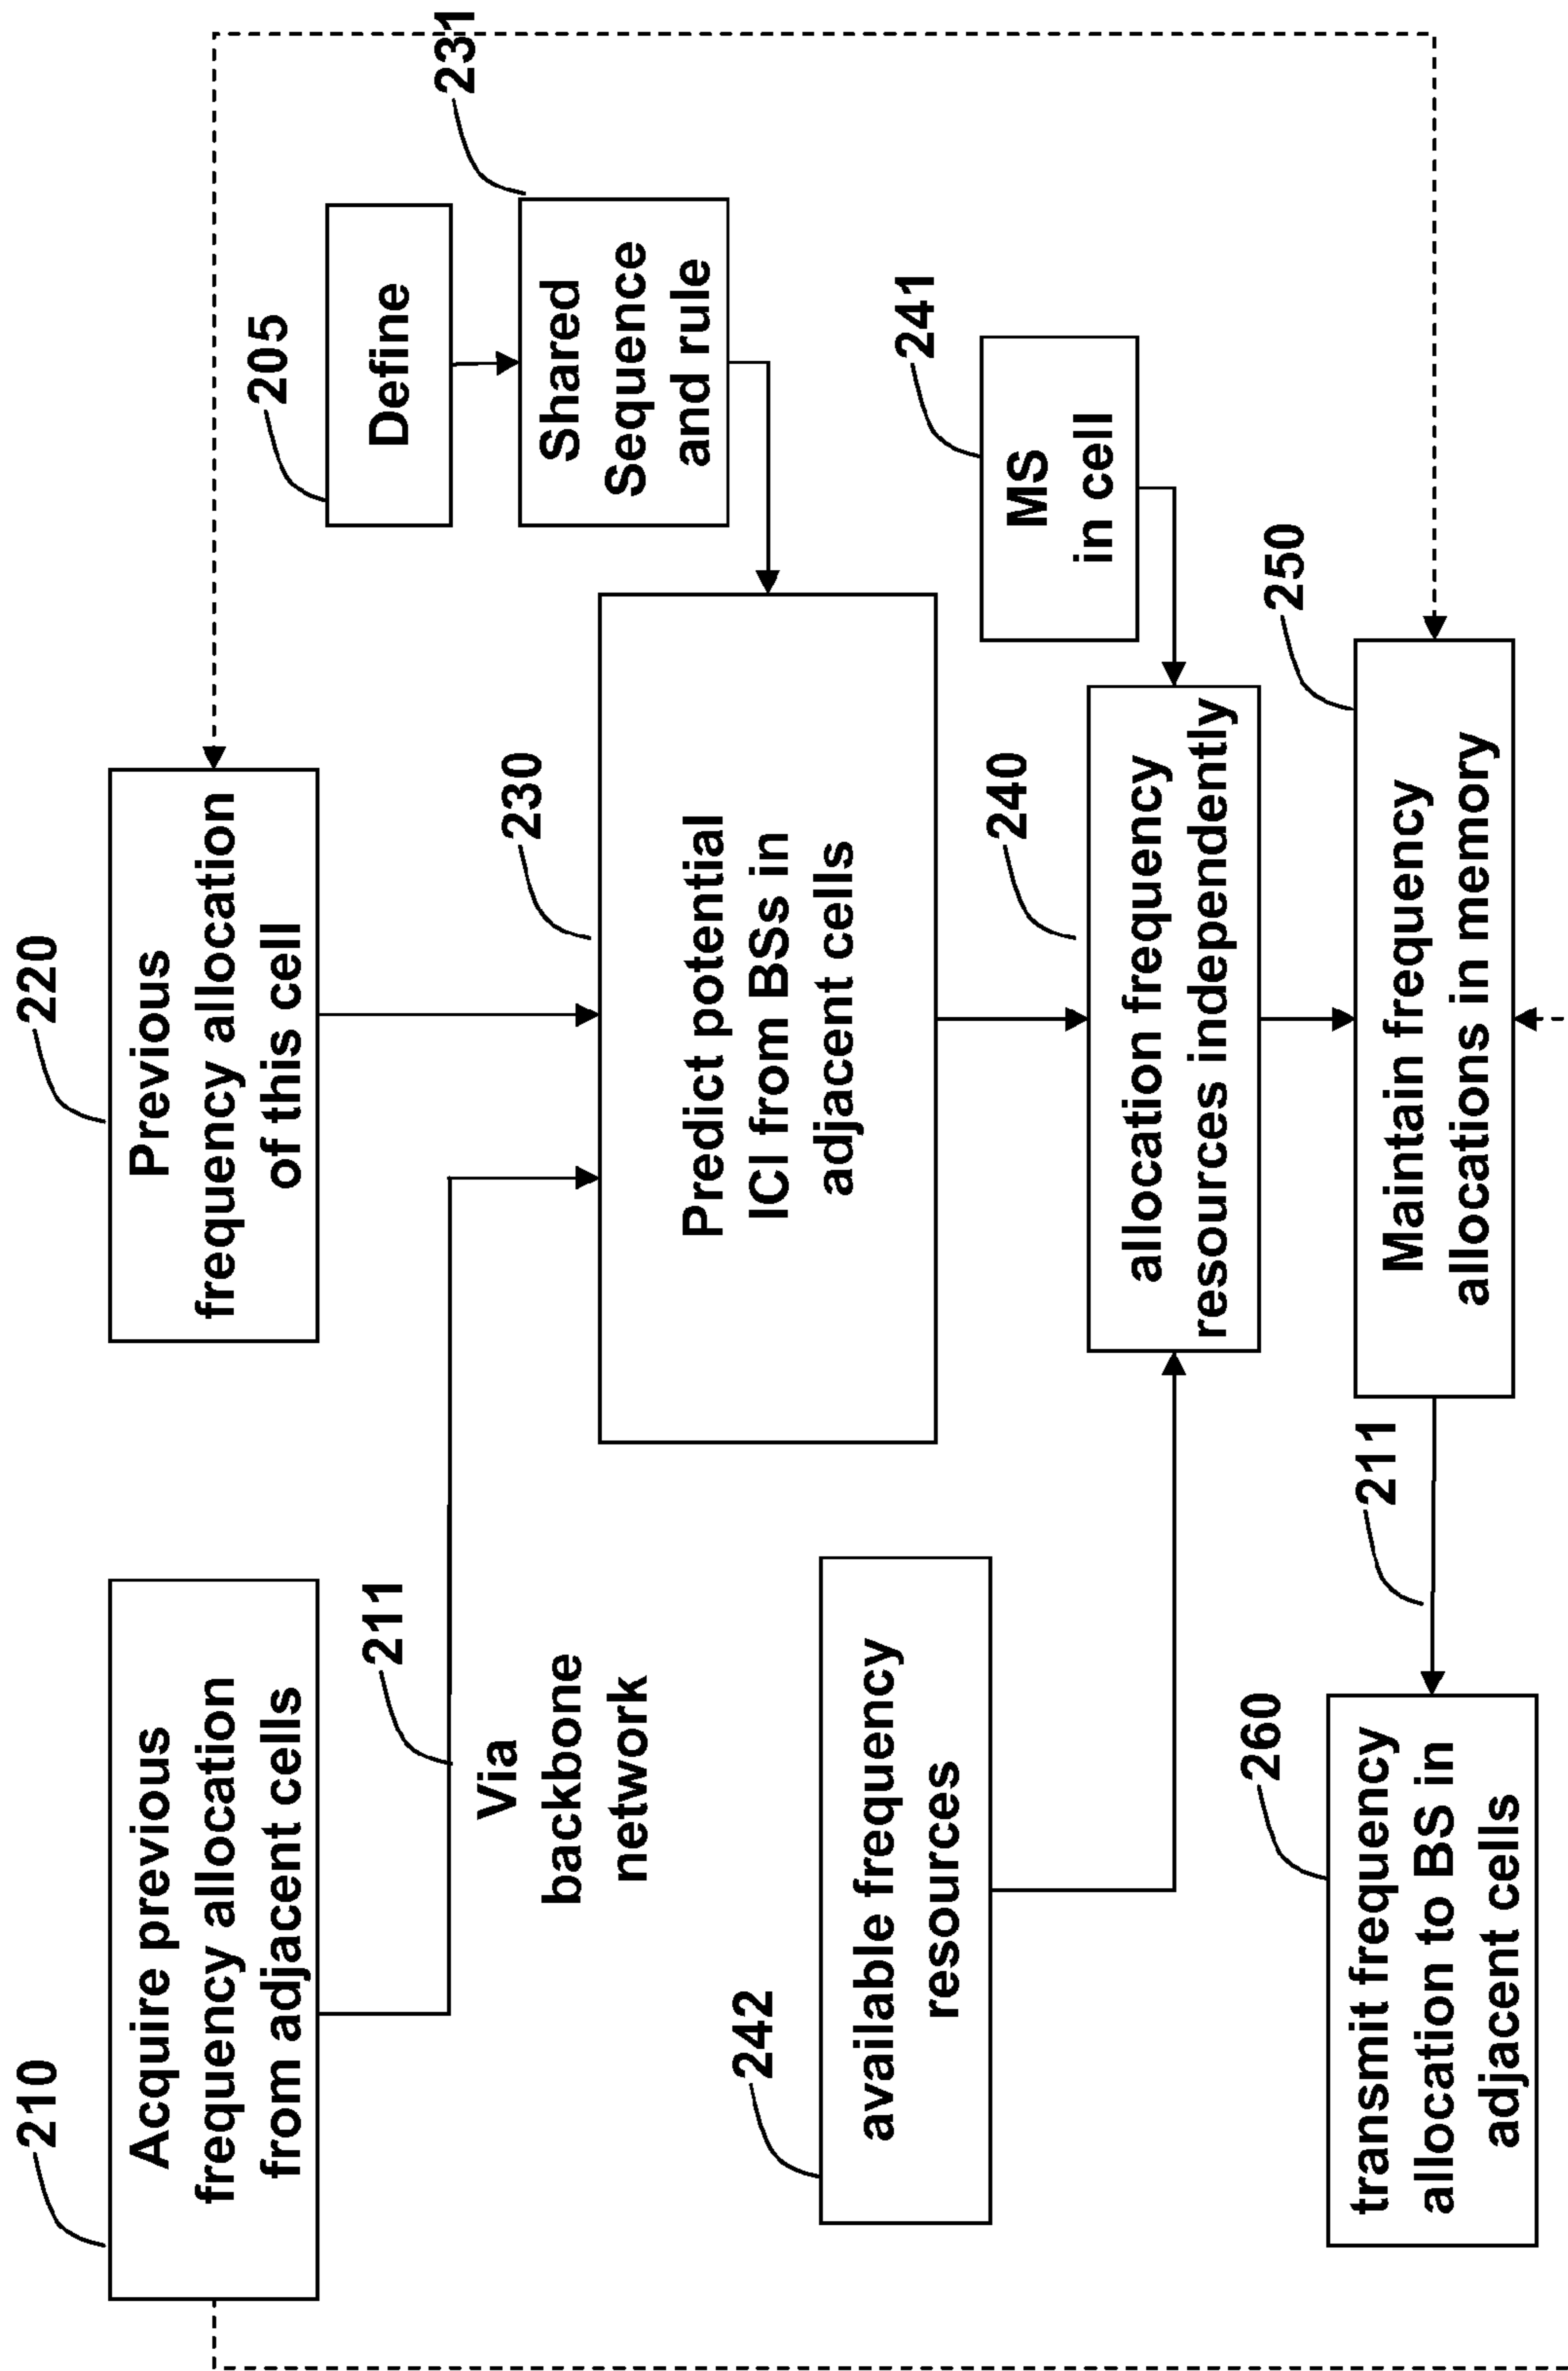 210
Acquire previous
frequency allocation
from adjacent cells
220
Previous
frequency allocation
of this cell
205
Define
231
Shared
Sequence
and rule
211
Via
backbone
network
230
Predict potential
ICI from BSs in
adjacent cells
242
available frequency
resources
240
allocation frequency
resources independently
241
MS
in cell
260
transmit frequency
allocation to BS in
adjacent cells
211
250
Maintain frequency
allocations in memory